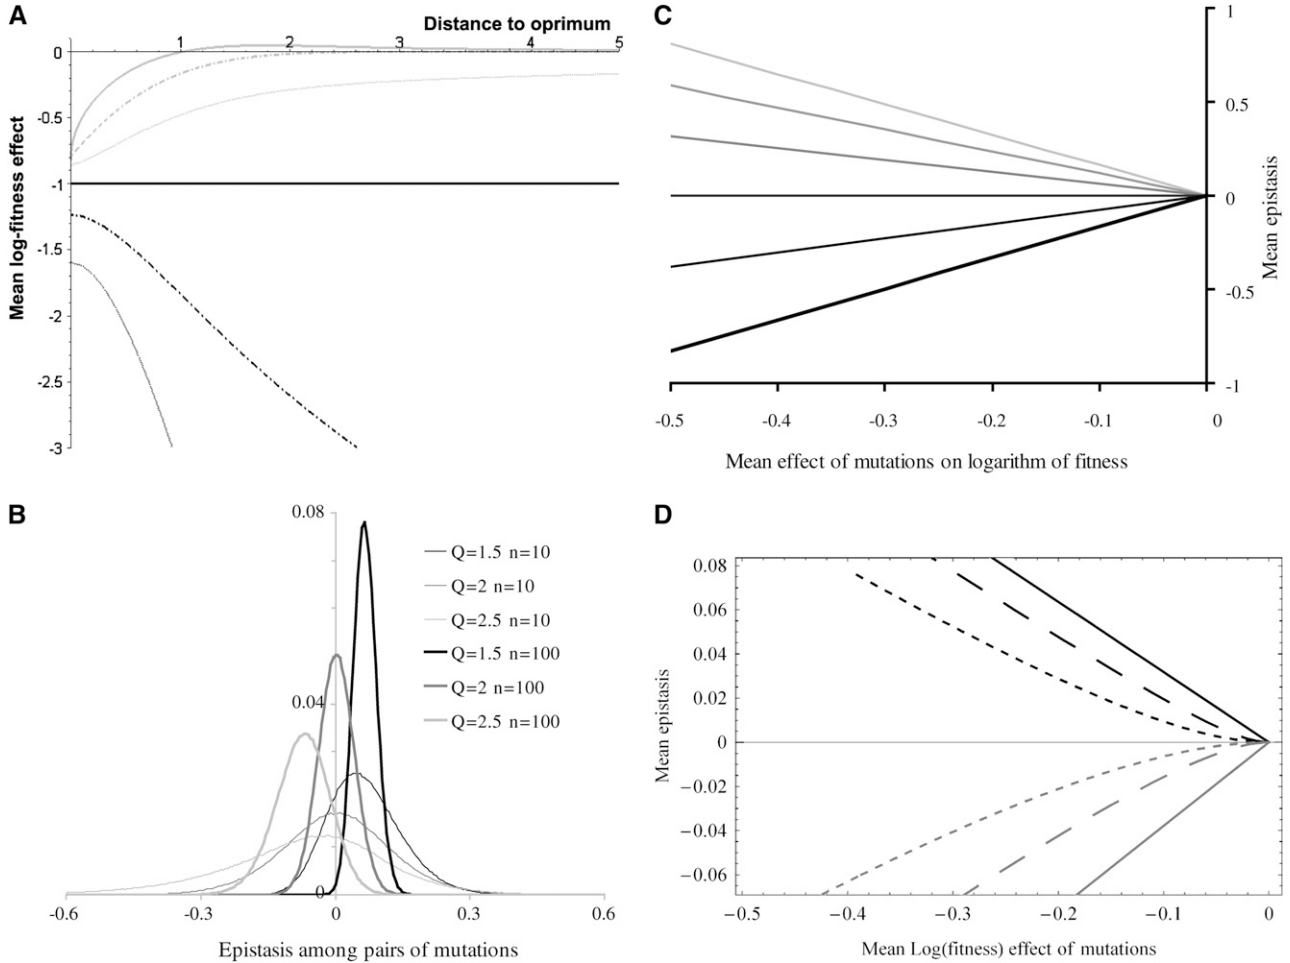 A
Distance to oprimum
1 2 3 4 5
0
-0.5
-1
-1.5
-2
-2.5
-3
Mean log-fitness effect
B
0.08
0.04
0
Q=1.5 n=10
Q=2 n=10
Q=2.5 n=10
Q=1.5 n=100
Q=2 n=100
Q=2.5 n=100
-0.6 -0.3 0 0.3 0.6
Epistasis among pairs of mutations
C
1
0.5
0
-0.5
-1
Mean epistasis
-0.5 -0.4 -0.3 -0.2 -0.1 0
Mean effect of mutations on logarithm of fitness
D
0.08
0.06
0.04
0.02
0
−0.02
−0.04
−0.06
Mean epistasis
−0.5 −0.4 −0.3 −0.2 −0.1 0
Mean Log(fitness) effect of mutations